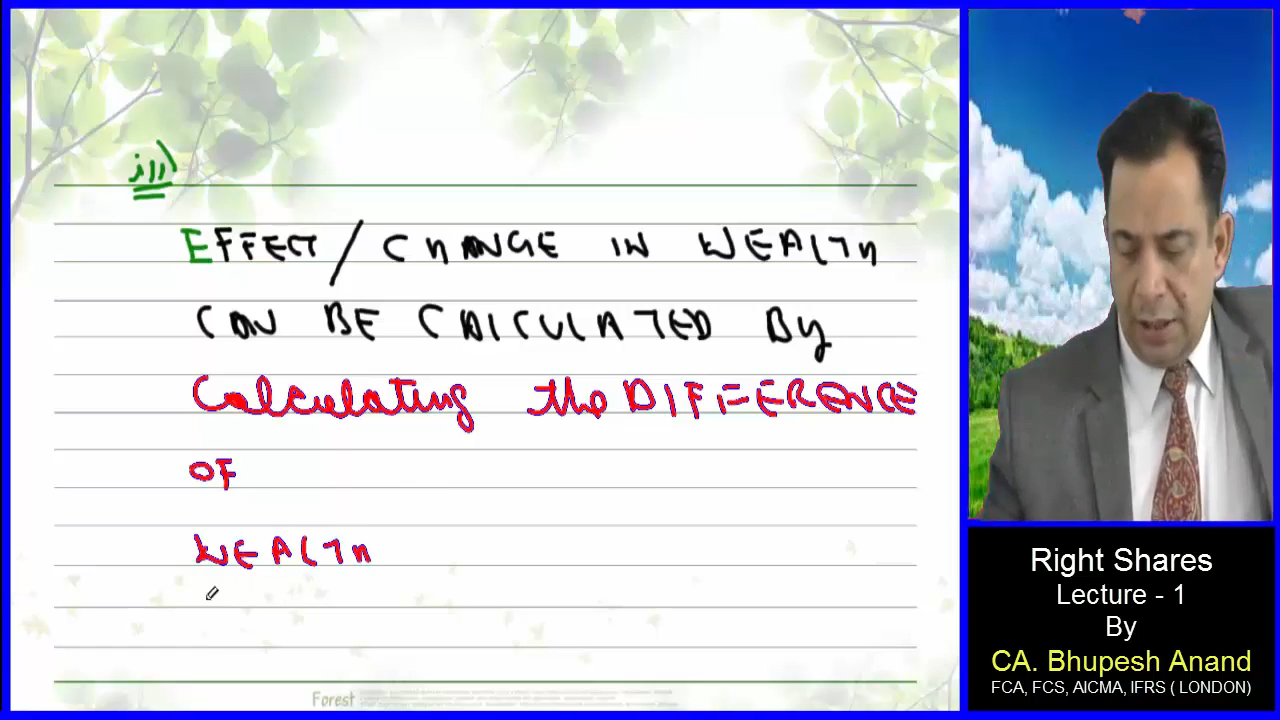 iii)
EFFECT/CHANGE IN WEALTh
CAN BE CALCULATED By
Calculating the DIFFERENCE
OF
WEALTh
Forest
Right Shares
Lecture - 1
By
CA. Bhupesh Anand
FCA, FCS, AICMA, IFRS ( LONDON)